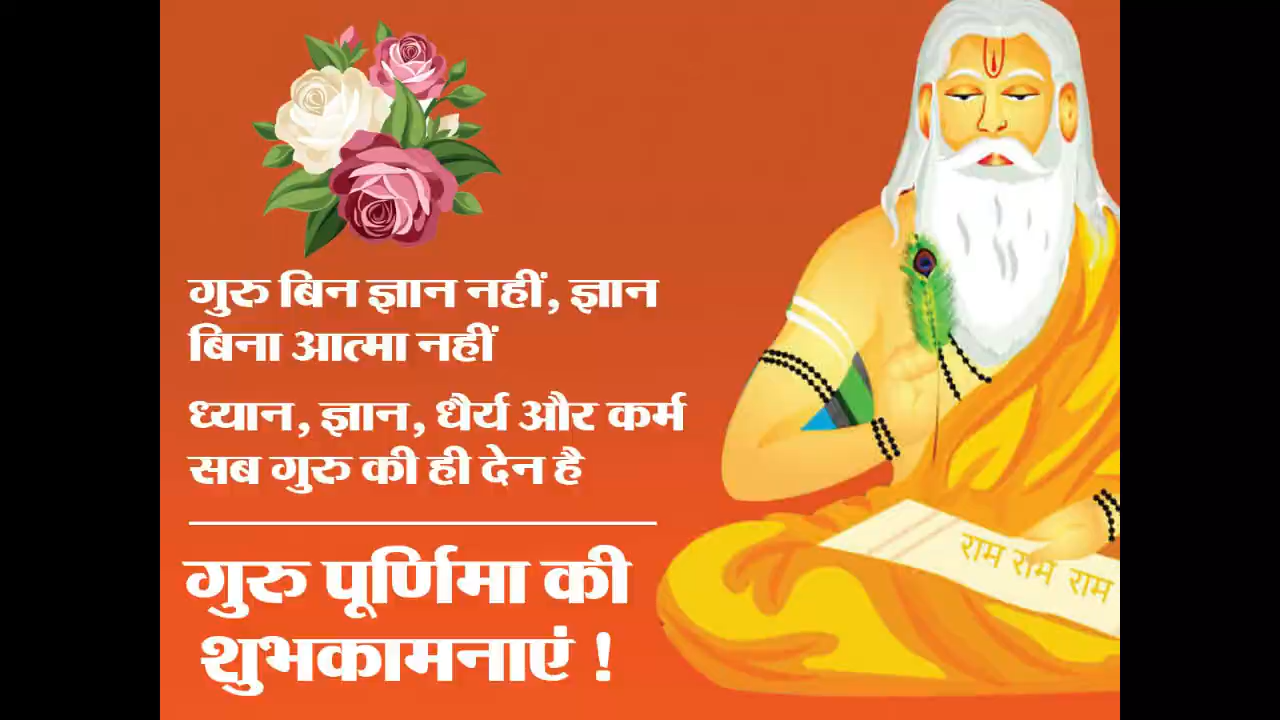 गुरु बिन ज्ञान नहीं, ज्ञान
बिना आत्मा नहीं
ध्यान, ज्ञान, धैर्य और कर्म
सब गुरु की ही देन है
गुरु पूर्णिमा की
शुभकामनाएं !
राम राम राम